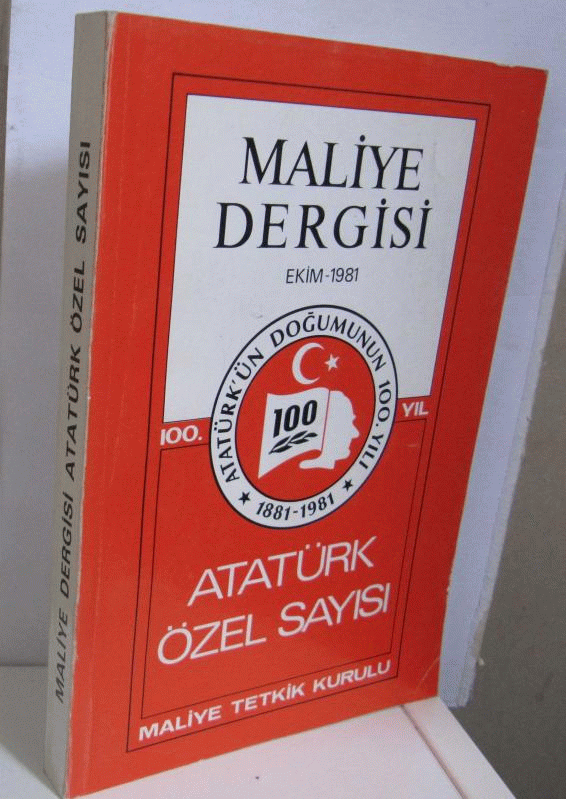 MALİYE DERGİSİ ATATÜRK ÖZEL SAYISI
MALİYE
DERGİSİ
EKİM-1981
ATATÜRK'ÜN DOĞUMUNUN 100. YILI
100
★ 1881-1981 ★
100. YIL
ATATÜRK
ÖZEL SAYISI
MALİYE TETKİK KURULU